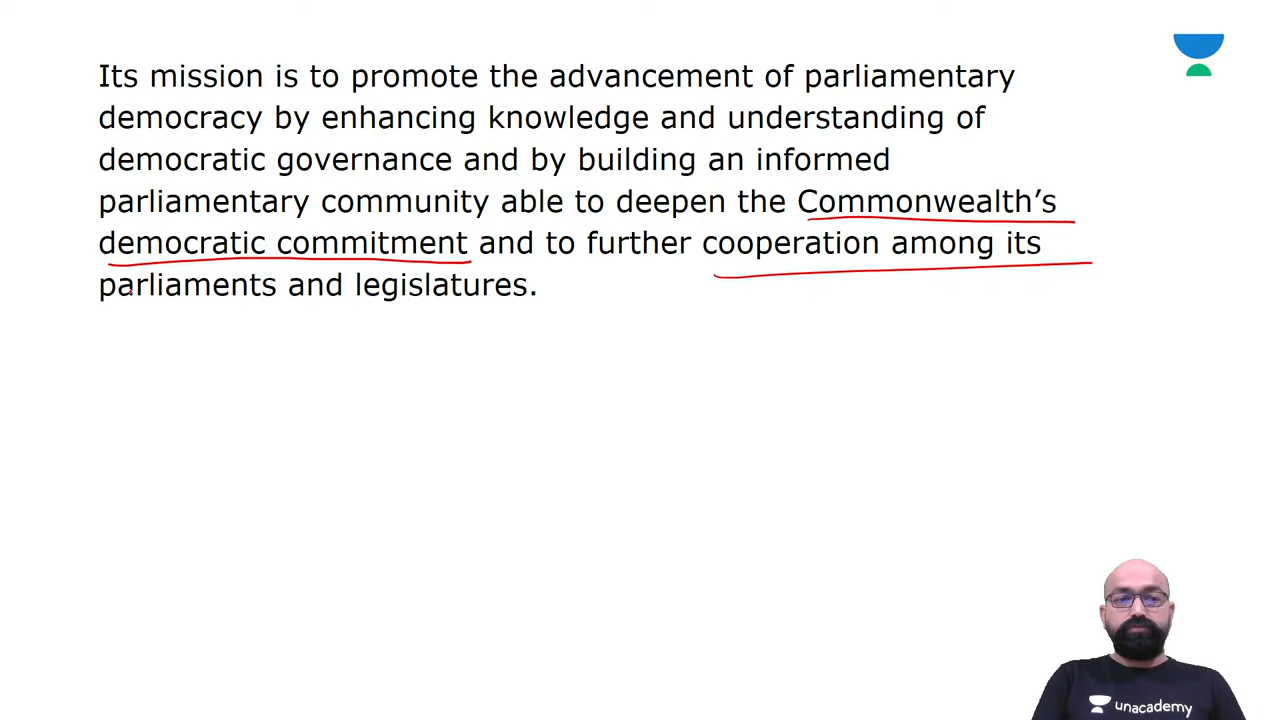 Its mission is to promote the advancement of parliamentary
democracy by enhancing knowledge and understanding of
democratic governance and by building an informed
parliamentary community able to deepen the Commonwealth’s
democratic commitment and to further cooperation among its
parliaments and legislatures.
unacademy